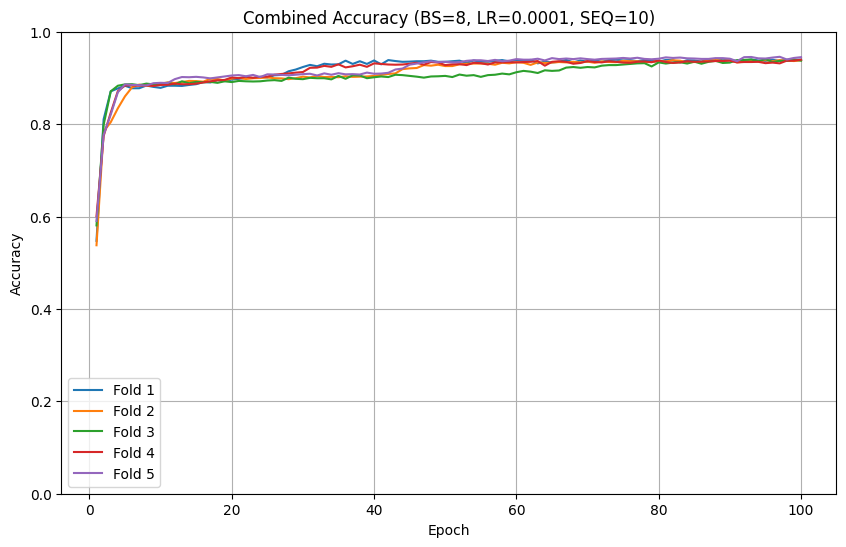 Combined Accuracy (BS=8, LR=0.0001, SEQ=10)
1.0
0.8
0.6
0.4
0.2
0.0
Accuracy
Fold 1
Fold 2
Fold 3
Fold 4
Fold 5
0 20 40 60 80 100
Epoch